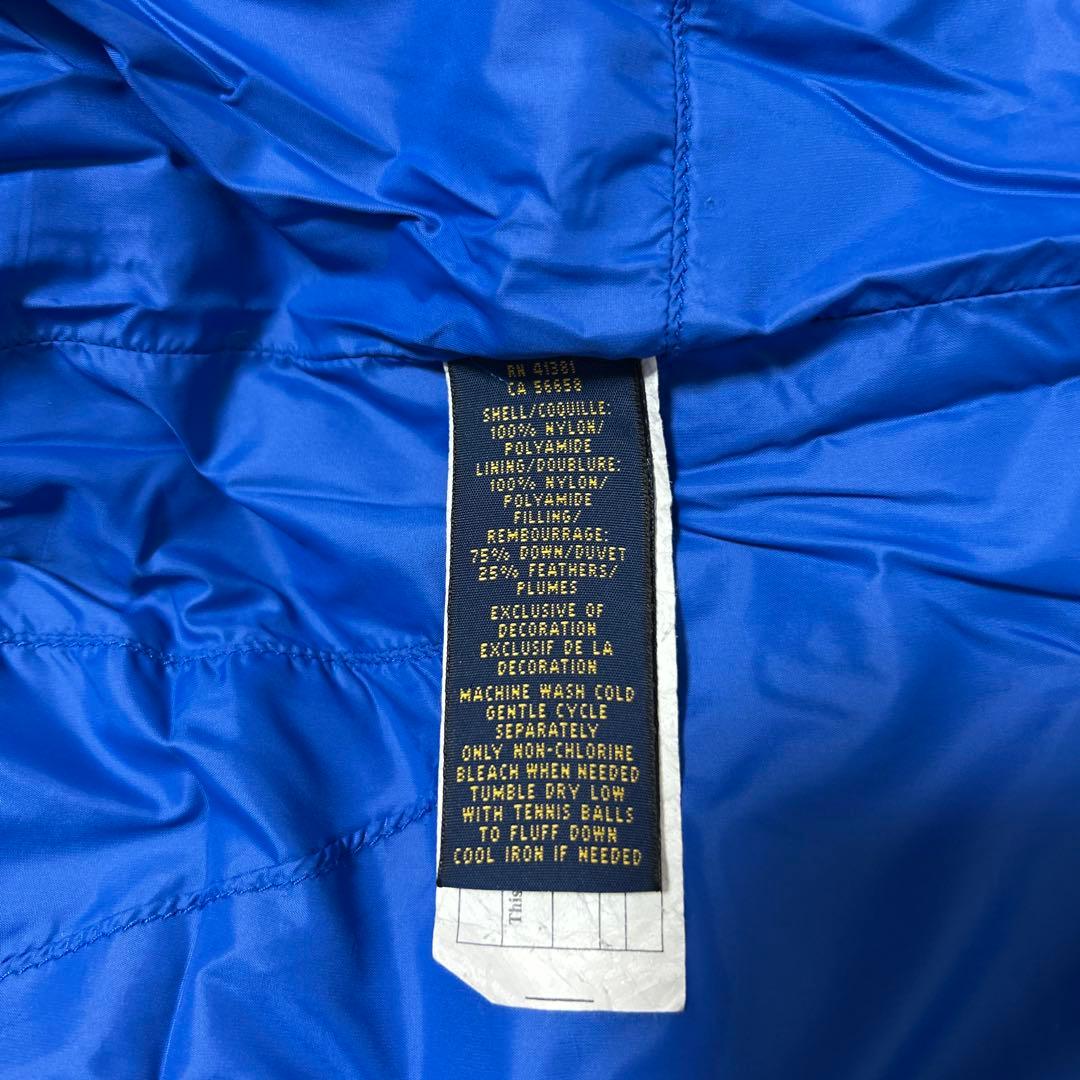 RN 41381
CA 56658
SHELL/COQUILLE:
100% NYLON/
POLYAMIDE
LINING/DOUBLURE:
100% NYLON/
POLYAMIDE
FILLING/
REMBOURRAGE:
75% DOWN/DUVET
25% FEATHERS/
PLUMES
EXCLUSIVE OF
DECORATION
EXCLUSIF DE LA
DECORATION
MACHINE WASH COLD
GENTLE CYCLE
SEPARATELY
ONLY NON-CHLORINE
BLEACH WHEN NEEDED
TUMBLE DRY LOW
WITH TENNIS BALLS
TO FLUFF DOWN
COOL IRON IF NEEDED
This